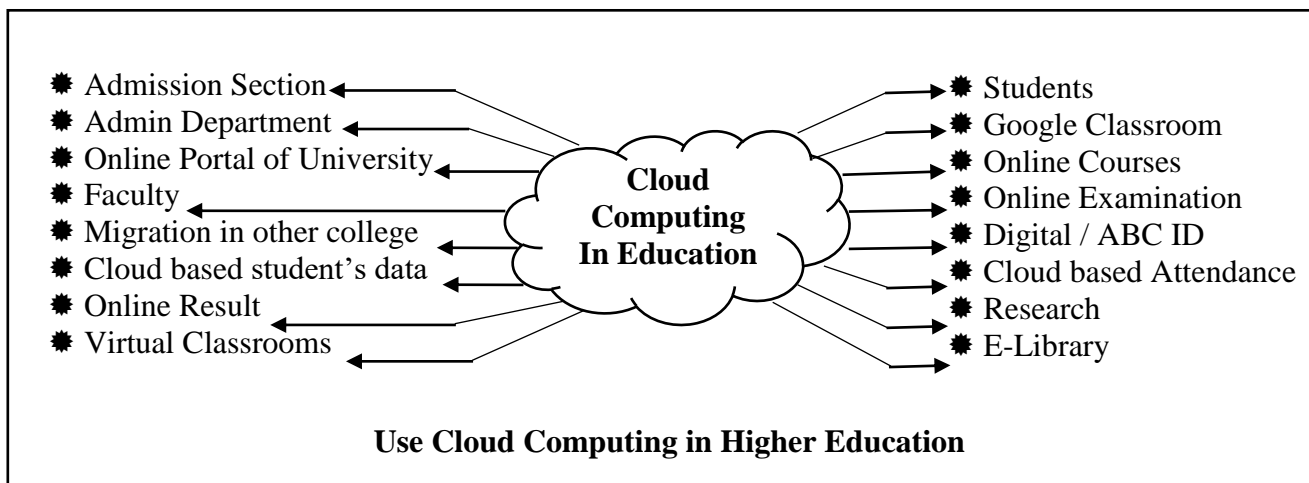 Admission Section
Admin Department
Online Portal of University
Faculty
Migration in other college
Cloud based student's data
Online Result
Virtual Classrooms
Cloud
Computing
In Education
Students
Google Classroom
Online Courses
Online Examination
Digital / ABC ID
Cloud based Attendance
Research
E-Library
Use Cloud Computing in Higher Education